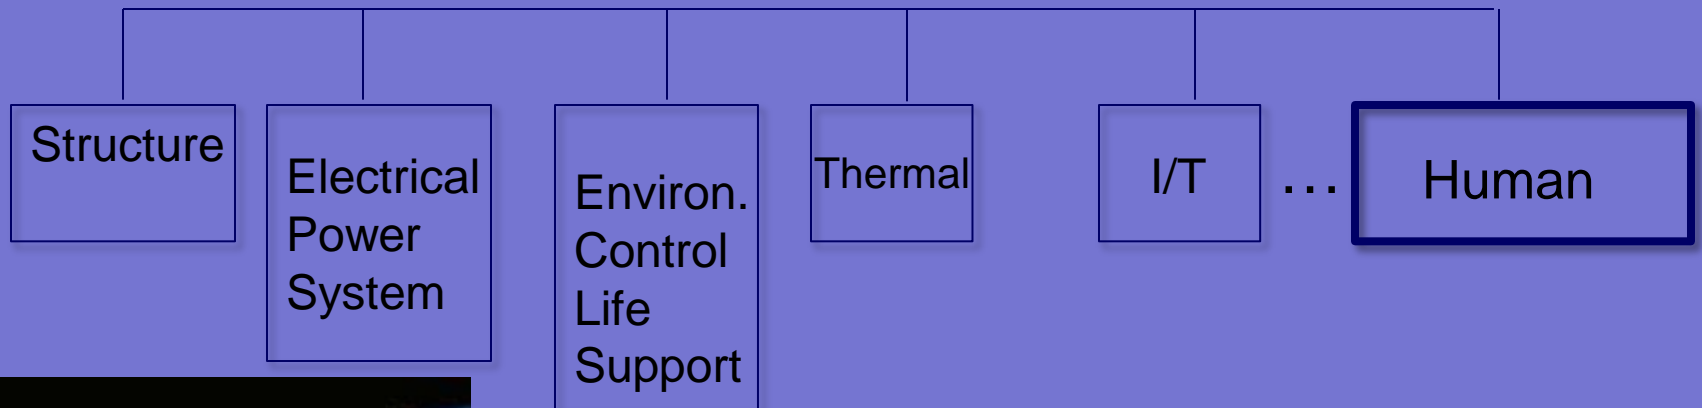 Structure
Electrical
Power
System
Environ.
Control
Life
Support
Thermal
I/T
...
Human